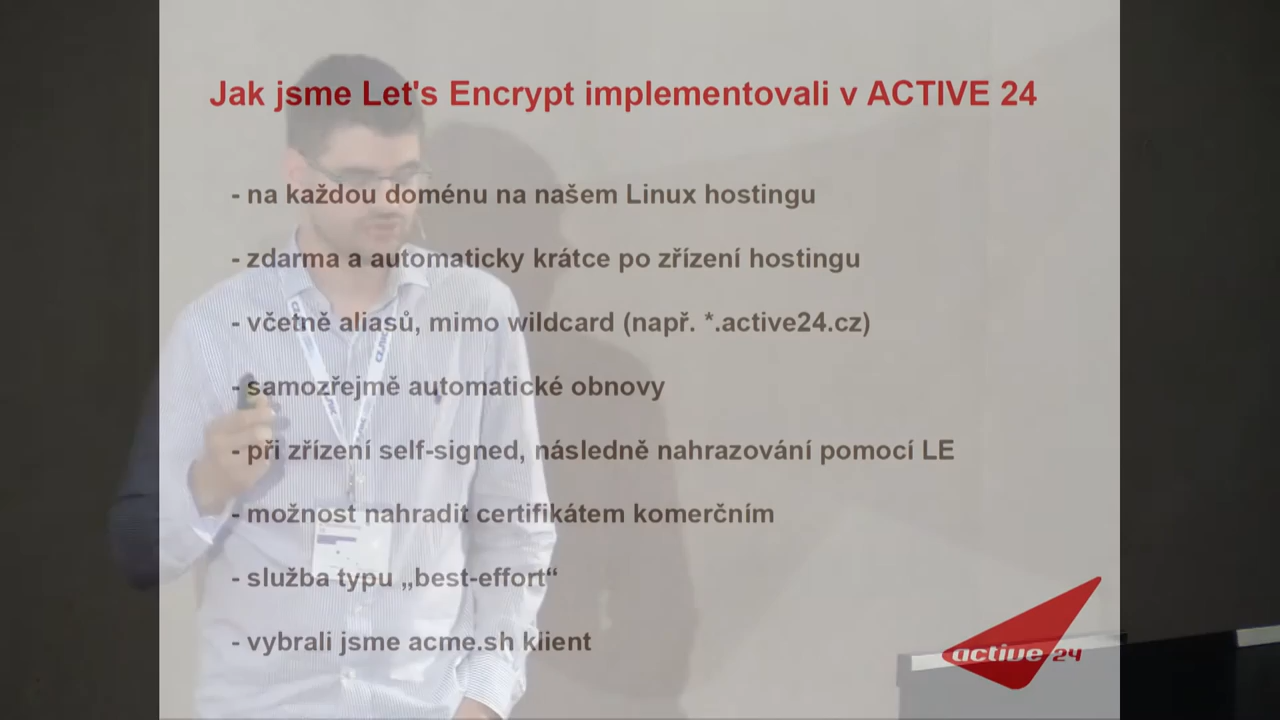 Jak jsme Let's Encrypt implementovali v ACTIVE 24
- na každou doménu na našem Linux hostingu
- zdarma a automaticky krátce po zřízení hostingu
- včetně aliasů, mimo wildcard (např. *.active24.cz)
- samozřejmě automatické obnovy
- při zřízení self-signed, následně nahrazování pomocí LE
- možnost nahradit certifikátem komerčním
- služba typu „best-effort“
- vybrali jsme acme.sh klient
active 24